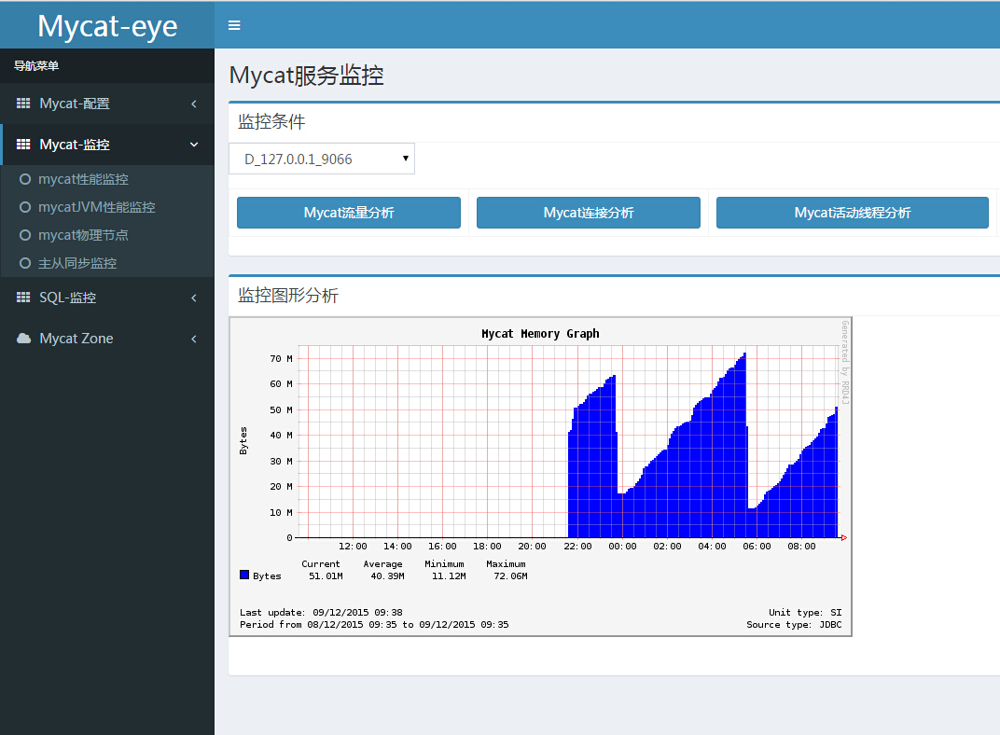 Mycat-eye
导航菜单
Mycat-配置
Mycat-监控
mycat性能监控
mycatJVM性能监控
mycat物理节点
主从同步监控
SQL-监控
Mycat Zone
Mycat服务监控
监控条件
D_127.0.0.1_9066
Mycat流量分析 Mycat连接分析 Mycat活动线程分析
监控图形分析
Mycat Memory Graph
Generated by RRD4J
Bytes
70 M
60 M
50 M
40 M
30 M
20 M
10 M
0
12:00 14:00 16:00 18:00 20:00 22:00 00:00 02:00 04:00 06:00 08:00
Current Average Minimum Maximum
Bytes 51.01M 40.39M 11.12M 72.06M
Last update: 09/12/2015 09:38 Unit type: SI
Period from 08/12/2015 09:35 to 09/12/2015 09:35 Source type: JDBC